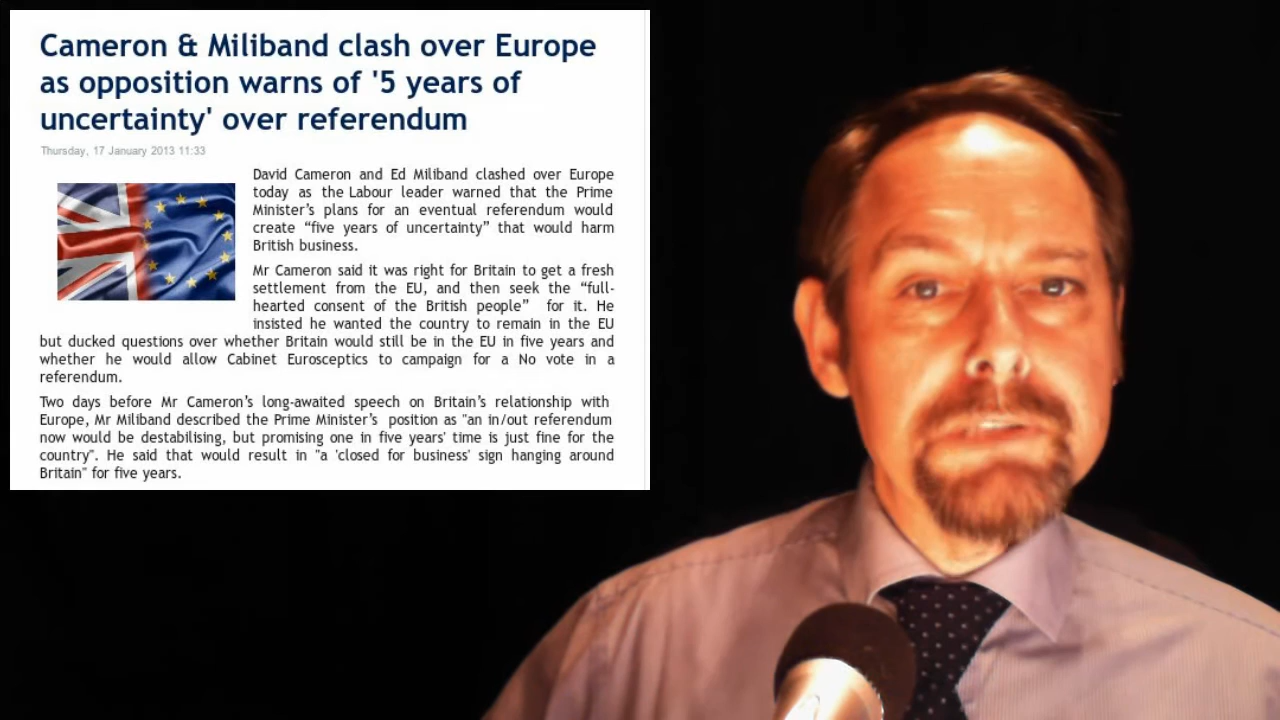 Cameron & Miliband clash over Europe
as opposition warns of '5 years of
uncertainty' over referendum
Thursday, 17 January 2013 11:33
David Cameron and Ed Miliband clashed over Europe
today as the Labour leader warned that the Prime
Minister's plans for an eventual referendum would
create “five years of uncertainty” that would harm
British business.
Mr Cameron said it was right for Britain to get a fresh
settlement from the EU, and then seek the “full-
hearted consent of the British people” for it. He
insisted he wanted the country to remain in the EU
but ducked questions over whether Britain would still be in the EU in five years and
whether he would allow Cabinet Eurosceptics to campaign for a No vote in a
referendum.
Two days before Mr Cameron's long-awaited speech on Britain's relationship with
Europe, Mr Miliband described the Prime Minister's position as "an in/out referendum
now would be destabilising, but promising one in five years' time is just fine for the
country". He said that would result in "a 'closed for business' sign hanging around
Britain" for five years.